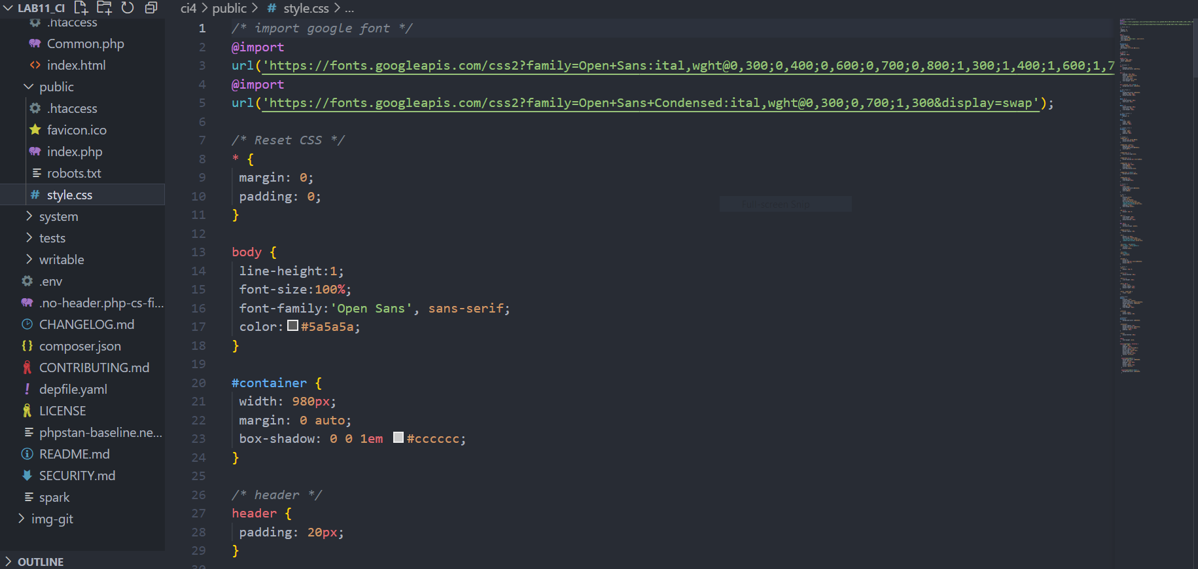 LAB11_CI
.htaccess
Common.php
index.html
public
.htaccess
favicon.ico
index.php
robots.txt
# style.css
system
tests
writable
.env
.no-header.php-cs-fi...
CHANGELOG.md
{} composer.json
CONTRIBUTING.md
! depfile.yaml
LICENSE
phpstan-baseline.ne...
README.md
SECURITY.md
spark
img-git
OUTLINE
ci4 > public > # style.css > ...
1 /* import google font */
2 @import
3 url('https://fonts.googleapis.com/css2?family=Open+Sans:ital,wght@0,300;0,400;0,600;0,700;0,800;1,300;1,400;1,600;1,7
4 @import
5 url('https://fonts.googleapis.com/css2?family=Open+Sans+Condensed:ital,wght@0,300;0,700;1,300&display=swap');
6
7 /* Reset CSS */
8 * {
9 margin: 0;
10 padding: 0;
11 }
12
13 body {
14 line-height:1;
15 font-size:100%;
16 font-family:'Open Sans', sans-serif;
17 color:#5a5a5a;
18 }
19
20 #container {
21 width: 980px;
22 margin: 0 auto;
23 box-shadow: 0 0 1em #cccccc;
24 }
25
26 /* header */
27 header {
28 padding: 20px;
29 }